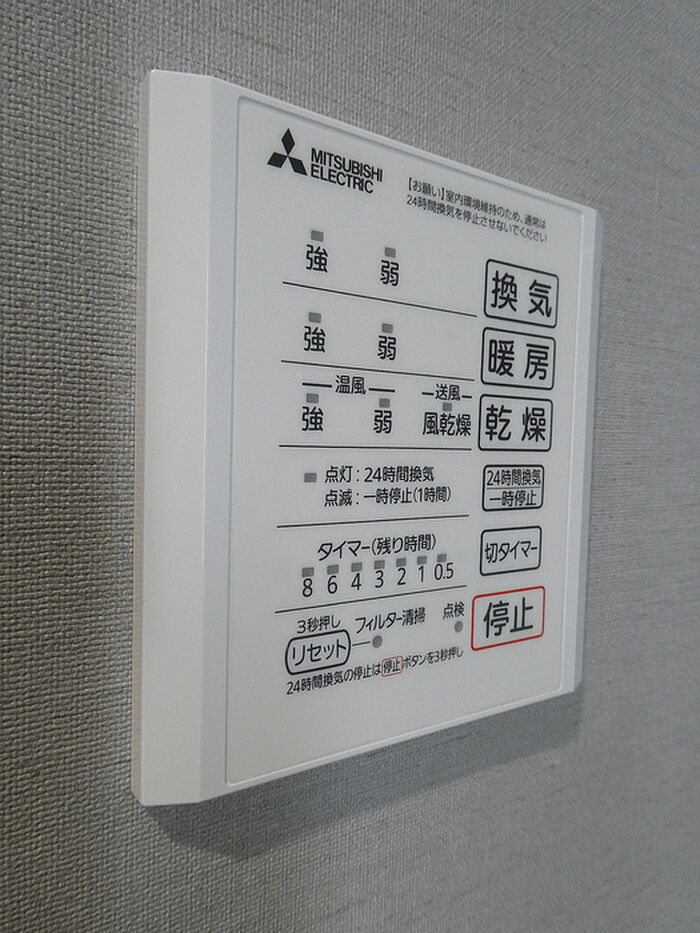 MITSUBISHI
ELECTRIC
【お願い】室内環境維持のため、通常は
24時間換気を停止させないでください
強 弱 換気
強 弱 暖房
温風 送風
強 弱 風乾燥 乾燥
点灯:24時間換気
点滅:一時停止(1時間)
24時間換気
一時停止
タイマー(残り時間)
8 6 4 3 2 1 0.5
切タイマー
3秒押し
リセット
フィルター清掃
点検
停止
24時間換気の停止は停止ボタンを3秒押し